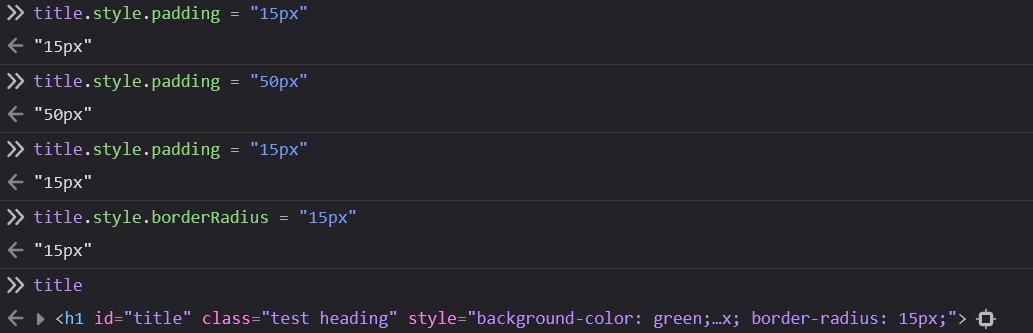 title.style.padding = "15px"
"15px"
title.style.padding = "50px"
"50px"
title.style.padding = "15px"
"15px"
title.style.borderRadius = "15px"
"15px"
title
<h1 id="title" class="test heading" style="background-color: green;…x; border-radius: 15px;">